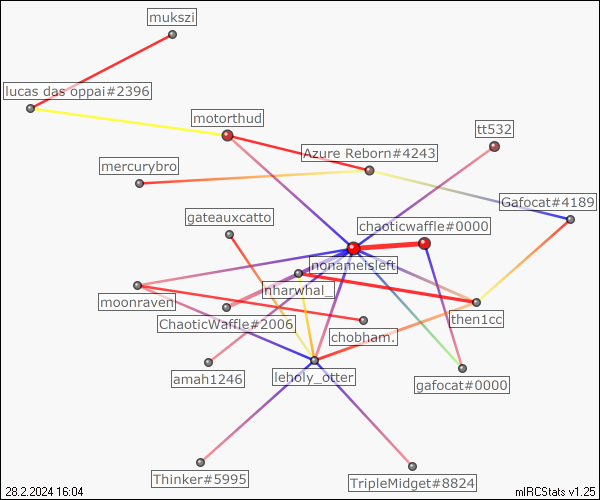 mukszi
lucas das oppai#2396
motorthud
tt532
Azure Reborn#4243
mercurybro
Gafocat#4189
gateauxcatto
chaoticwaffle#0000
nonameisleft
nharwhal_
moonraven
then1cc
ChaoticWaffle#2006
chobham.
amah1246
leholy_otter
gafocat#0000
Thinker#5995
TripleMidget#8824
28.2.2024 16:04
mIRCStats v1.25